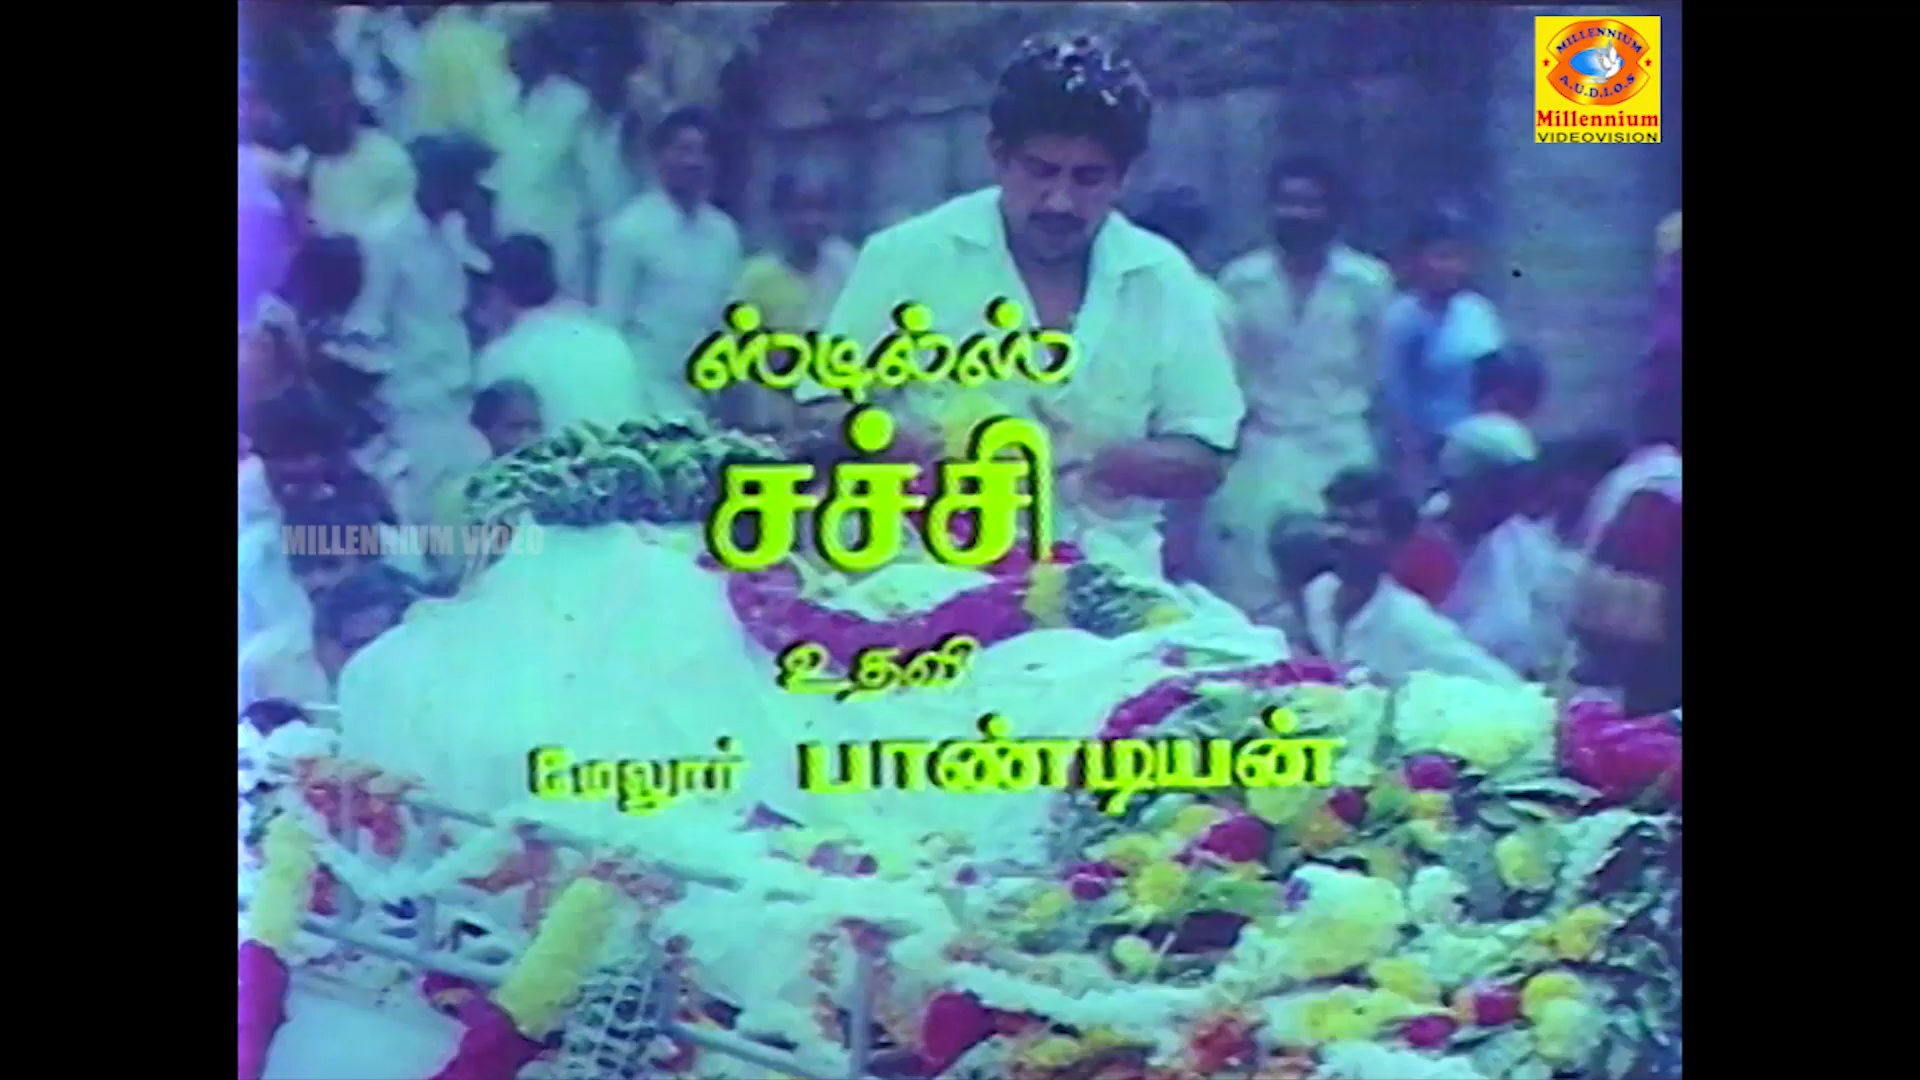 MILLENNIUM
A.U.D.I.O.S
Millennium
VIDEOVISION
ஸ்டில்ஸ்
சச்சி
MILLENNIUM VIDEO
உதவி
மேலூர் பாண்டியன்